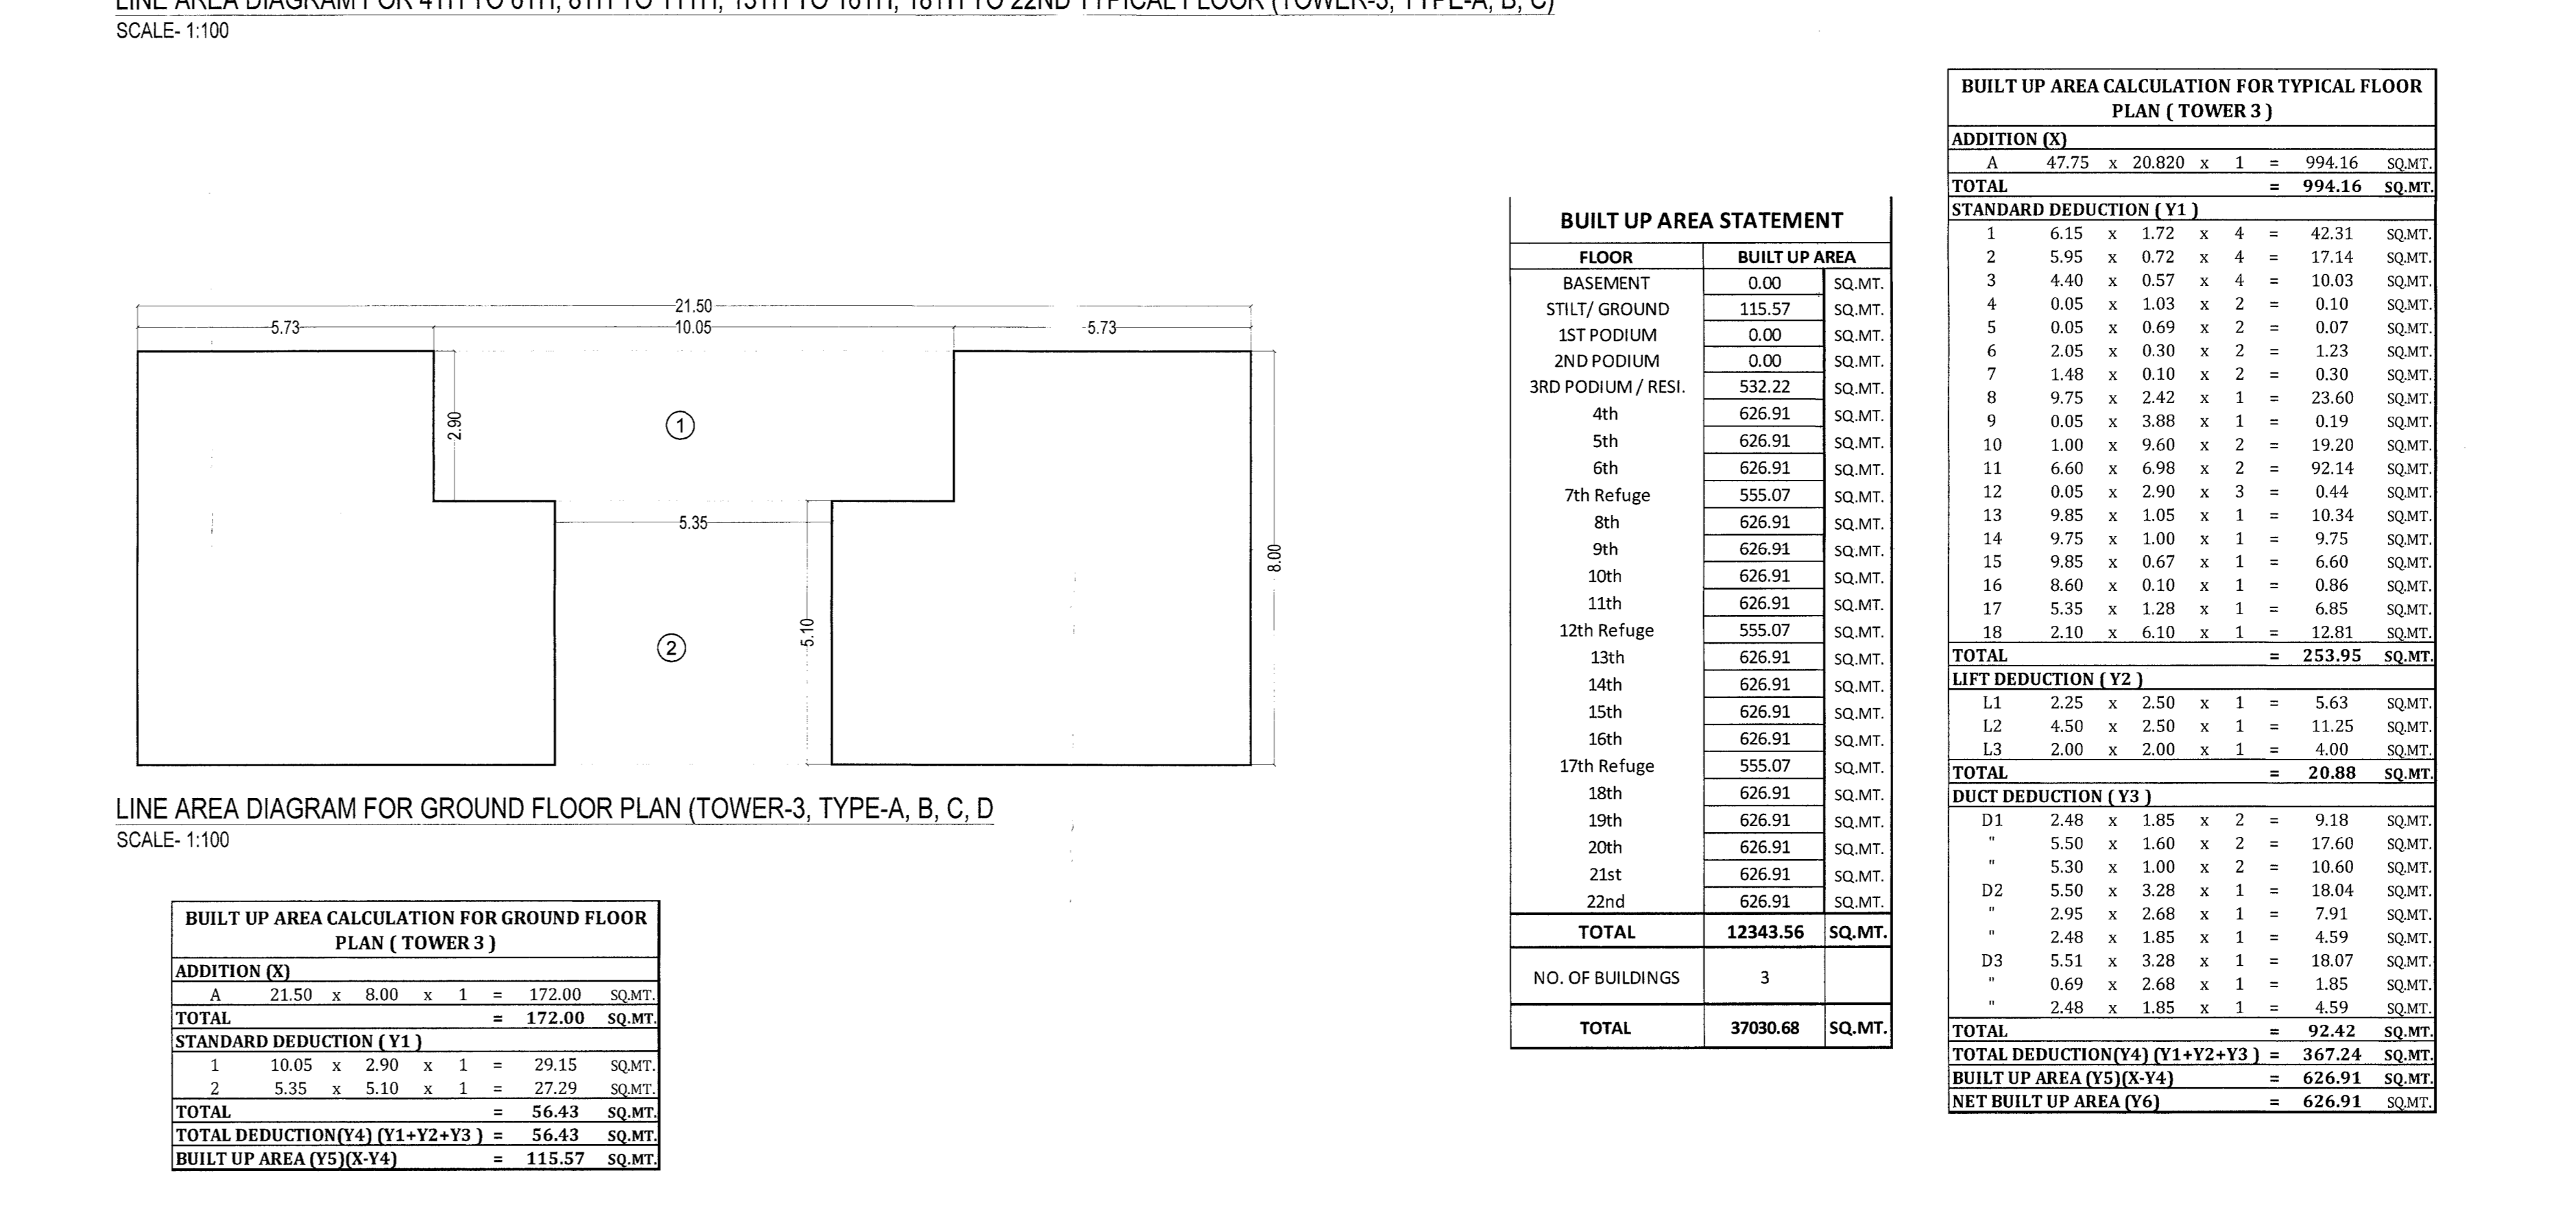 LINE AREA DIAGRAM FOR 4TH TO 6TH, 8TH TO 11TH, 13TH TO 16TH, 18TH TO 22ND TYPICAL FLOOR (TOWER-3, TYPE-A, B, C)
SCALE- 1:100
21.50
5.73 10.05 5.73
2.90
1
5.35
8.00
5.10
2
LINE AREA DIAGRAM FOR GROUND FLOOR PLAN (TOWER-3, TYPE-A, B, C, D
SCALE- 1:100
BUILT UP AREA CALCULATION FOR GROUND FLOOR
PLAN ( TOWER 3 )
ADDITION (X)
A 21.50 x 8.00 x 1 = 172.00 SQ.MT.
TOTAL = 172.00 SQ.MT.
STANDARD DEDUCTION ( Y1 )
1 10.05 x 2.90 x 1 = 29.15 SQ.MT.
2 5.35 x 5.10 x 1 = 27.29 SQ.MT.
TOTAL = 56.43 SQ.MT.
TOTAL DEDUCTION(Y4) (Y1+Y2+Y3 ) = 56.43 SQ.MT.
BUILT UP AREA (Y5)(X-Y4) = 115.57 SQ.MT.
BUILT UP AREA STATEMENT
FLOOR BUILT UP AREA
BASEMENT 0.00 SQ.MT.
STILT/ GROUND 115.57 SQ.MT.
1ST PODIUM 0.00 SQ.MT.
2ND PODIUM 0.00 SQ.MT.
3RD PODIUM / RESI. 532.22 SQ.MT.
4th 626.91 SQ.MT.
5th 626.91 SQ.MT.
6th 626.91 SQ.MT.
7th Refuge 555.07 SQ.MT.
8th 626.91 SQ.MT.
9th 626.91 SQ.MT.
10th 626.91 SQ.MT.
11th 626.91 SQ.MT.
12th Refuge 555.07 SQ.MT.
13th 626.91 SQ.MT.
14th 626.91 SQ.MT.
15th 626.91 SQ.MT.
16th 626.91 SQ.MT.
17th Refuge 555.07 SQ.MT.
18th 626.91 SQ.MT.
19th 626.91 SQ.MT.
20th 626.91 SQ.MT.
21st 626.91 SQ.MT.
22nd 626.91 SQ.MT.
TOTAL 12343.56 SQ.MT.
NO. OF BUILDINGS 3
TOTAL 37030.68 SQ.MT.
BUILT UP AREA CALCULATION FOR TYPICAL FLOOR
PLAN ( TOWER 3 )
ADDITION (X)
A 47.75 x 20.820 x 1 = 994.16 SQ.MT.
TOTAL = 994.16 SQ.MT.
STANDARD DEDUCTION ( Y1 )
1 6.15 x 1.72 x 4 = 42.31 SQ.MT.
2 5.95 x 0.72 x 4 = 17.14 SQ.MT.
3 4.40 x 0.57 x 4 = 10.03 SQ.MT.
4 0.05 x 1.03 x 2 = 0.10 SQ.MT.
5 0.05 x 0.69 x 2 = 0.07 SQ.MT.
6 2.05 x 0.30 x 2 = 1.23 SQ.MT.
7 1.48 x 0.10 x 2 = 0.30 SQ.MT.
8 9.75 x 2.42 x 1 = 23.60 SQ.MT.
9 0.05 x 3.88 x 1 = 0.19 SQ.MT.
10 1.00 x 9.60 x 2 = 19.20 SQ.MT.
11 6.60 x 6.98 x 2 = 92.14 SQ.MT.
12 0.05 x 2.90 x 3 = 0.44 SQ.MT.
13 9.85 x 1.05 x 1 = 10.34 SQ.MT.
14 9.75 x 1.00 x 1 = 9.75 SQ.MT.
15 9.85 x 0.67 x 1 = 6.60 SQ.MT.
16 8.60 x 0.10 x 1 = 0.86 SQ.MT.
17 5.35 x 1.28 x 1 = 6.85 SQ.MT.
18 2.10 x 6.10 x 1 = 12.81 SQ.MT.
TOTAL = 253.95 SQ.MT.
LIFT DEDUCTION ( Y2 )
L1 2.25 x 2.50 x 1 = 5.63 SQ.MT.
L2 4.50 x 2.50 x 1 = 11.25 SQ.MT.
L3 2.00 x 2.00 x 1 = 4.00 SQ.MT.
TOTAL = 20.88 SQ.MT.
DUCT DEDUCTION ( Y3 )
D1 2.48 x 1.85 x 2 = 9.18 SQ.MT.
" 5.50 x 1.60 x 2 = 17.60 SQ.MT.
" 5.30 x 1.00 x 2 = 10.60 SQ.MT.
D2 5.50 x 3.28 x 1 = 18.04 SQ.MT.
" 2.95 x 2.68 x 1 = 7.91 SQ.MT.
" 2.48 x 1.85 x 1 = 4.59 SQ.MT.
D3 5.51 x 3.28 x 1 = 18.07 SQ.MT.
" 0.69 x 2.68 x 1 = 1.85 SQ.MT.
" 2.48 x 1.85 x 1 = 4.59 SQ.MT.
TOTAL = 92.42 SQ.MT.
TOTAL DEDUCTION(Y4) (Y1+Y2+Y3 ) = 367.24 SQ.MT.
BUILT UP AREA (Y5)(X-Y4) = 626.91 SQ.MT.
NET BUILT UP AREA (Y6) = 626.91 SQ.MT.